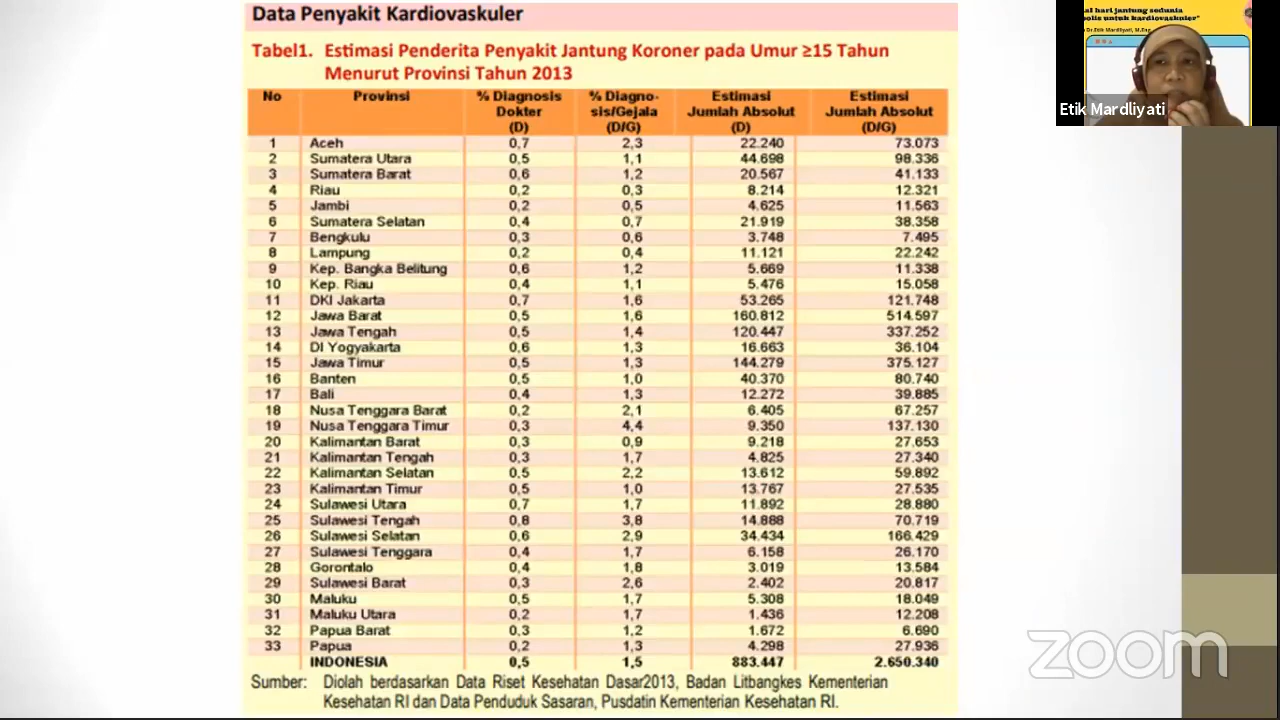 Data Penyakit Kardiovaskuler
Tabel1. Estimasi Penderita Penyakit Jantung Koroner pada Umur ≥15 Tahun
Menurut Provinsi Tahun 2013
No Provinsi % Diagnosis Dokter (D) % Diagno-sis/Gejala (D/G) Estimasi Jumlah Absolut (D) Estimasi Jumlah Absolut (D/G)
1 Aceh 0,7 2,3 22.240 73.073
2 Sumatera Utara 0,5 1,1 44.698 98.336
3 Sumatera Barat 0,6 1,2 20.567 41.133
4 Riau 0,2 0,3 8.214 12.321
5 Jambi 0,2 0,5 4.625 11.563
6 Sumatera Selatan 0,4 0,7 21.919 38.358
7 Bengkulu 0,3 0,6 3.748 7.495
8 Lampung 0,2 0,4 11.121 22.242
9 Kep. Bangka Belitung 0,6 1,2 5.669 11.338
10 Kep. Riau 0,4 1,1 5.476 15.058
11 DKI Jakarta 0,7 1,6 53.265 121.748
12 Jawa Barat 0,5 1,6 160.812 514.597
13 Jawa Tengah 0,5 1,4 120.447 337.252
14 DI Yogyakarta 0,6 1,3 16.663 36.104
15 Jawa Timur 0,5 1,3 144.279 375.127
16 Banten 0,5 1,0 40.370 80.740
17 Bali 0,4 1,3 12.272 39.885
18 Nusa Tenggara Barat 0,2 2,1 6.405 67.257
19 Nusa Tenggara Timur 0,3 4,4 9.350 137.130
20 Kalimantan Barat 0,3 0,9 9.218 27.653
21 Kalimantan Tengah 0,3 1,7 4.825 27.340
22 Kalimantan Selatan 0,5 2,2 13.612 59.892
23 Kalimantan Timur 0,5 1,0 13.767 27.535
24 Sulawesi Utara 0,7 1,7 11.892 28.880
25 Sulawesi Tengah 0,8 3,8 14.888 70.719
26 Sulawesi Selatan 0,6 2,9 34.434 166.429
27 Sulawesi Tenggara 0,4 1,7 6.158 26.170
28 Gorontalo 0,4 1,8 3.019 13.584
29 Sulawesi Barat 0,3 2,6 2.402 20.817
30 Maluku 0,5 1,7 5.308 18.049
31 Maluku Utara 0,2 1,7 1.436 12.208
32 Papua Barat 0,3 1,2 1.672 6.690
33 Papua 0,2 1,3 4.298 27.936
INDONESIA 0,5 1,5 883.447 2.650.340
Sumber: Diolah berdasarkan Data Riset Kesehatan Dasar2013, Badan Litbangkes Kementerian
Kesehatan RI dan Data Penduduk Sasaran, Pusdatin Kementerian Kesehatan RI.
hari jantung sedunia
untuk kardiovaskuler"
Dr.Etik Mardliyati, M.Eng
Etik Mardliyati
zoom